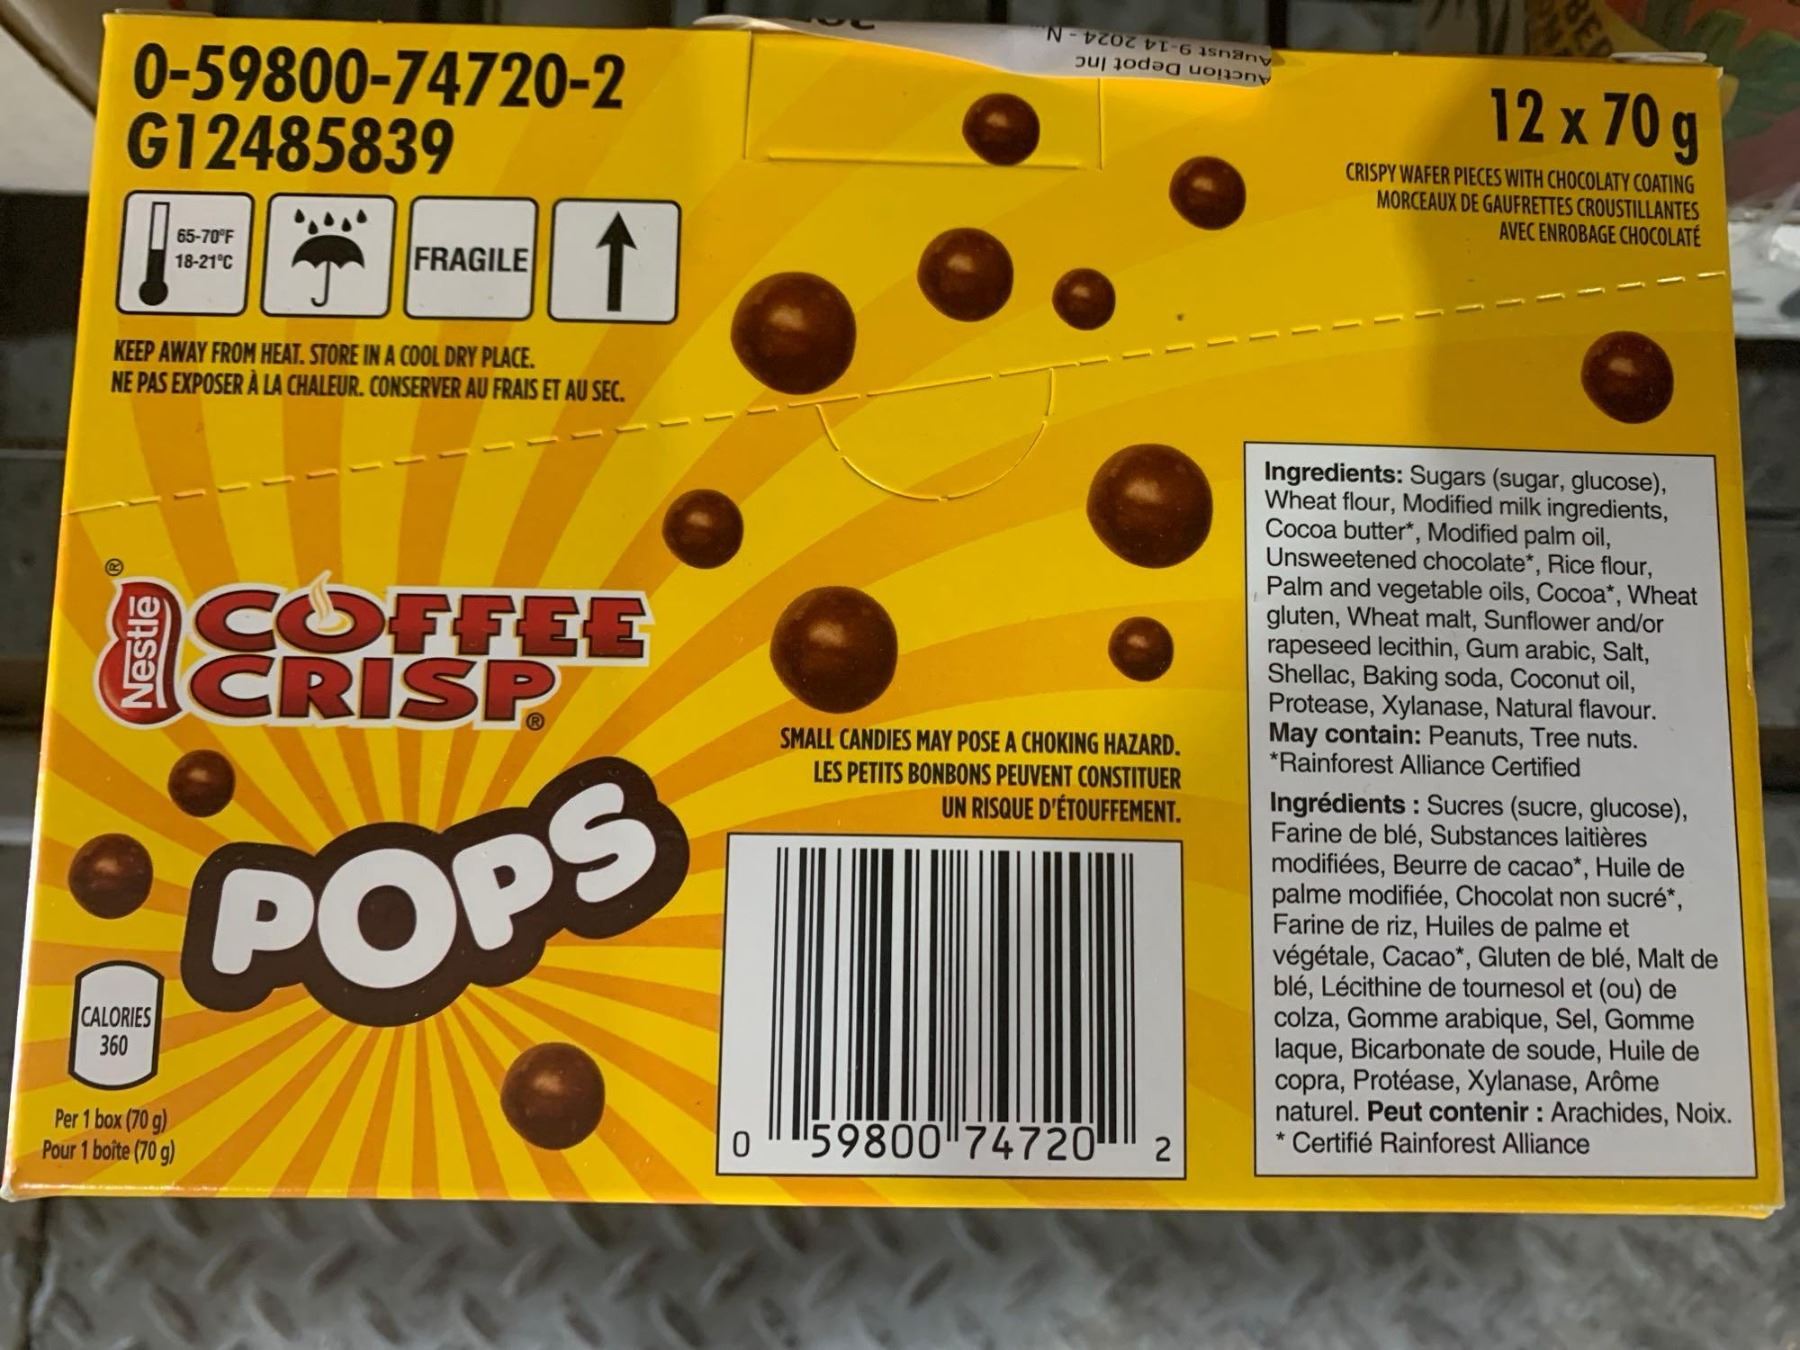 Auction Depot Inc
August 9-14 2024 - N
0-59800-74720-2
G12485839
12 x 70 g
CRISPY WAFER PIECES WITH CHOCOLATY COATING
MORCEAUX DE GAUFRETTES CROUSTILLANTES
AVEC ENROBAGE CHOCOLATÉ
65-70°F
18-21°C
FRAGILE
KEEP AWAY FROM HEAT. STORE IN A COOL DRY PLACE.
NE PAS EXPOSER À LA CHALEUR. CONSERVER AU FRAIS ET AU SEC.
Nestlé®
COFFEE
CRISP®
POPS
CALORIES
360
Per 1 box (70 g)
Pour 1 boîte (70 g)
SMALL CANDIES MAY POSE A CHOKING HAZARD.
LES PETITS BONBONS PEUVENT CONSTITUER
UN RISQUE D'ÉTOUFFEMENT.
0 59800 74720 2
Ingredients: Sugars (sugar, glucose),
Wheat flour, Modified milk ingredients,
Cocoa butter*, Modified palm oil,
Unsweetened chocolate*, Rice flour,
Palm and vegetable oils, Cocoa*, Wheat
gluten, Wheat malt, Sunflower and/or
rapeseed lecithin, Gum arabic, Salt,
Shellac, Baking soda, Coconut oil,
Protease, Xylanase, Natural flavour.
May contain: Peanuts, Tree nuts.
*Rainforest Alliance Certified
Ingrédients : Sucres (sucre, glucose),
Farine de blé, Substances laitières
modifiées, Beurre de cacao*, Huile de
palme modifiée, Chocolat non sucré*,
Farine de riz, Huiles de palme et
végétale, Cacao*, Gluten de blé, Malt de
blé, Lécithine de tournesol et (ou) de
colza, Gomme arabique, Sel, Gomme
laque, Bicarbonate de soude, Huile de
copra, Protéase, Xylanase, Arôme
naturel. Peut contenir : Arachides, Noix.
* Certifié Rainforest Alliance